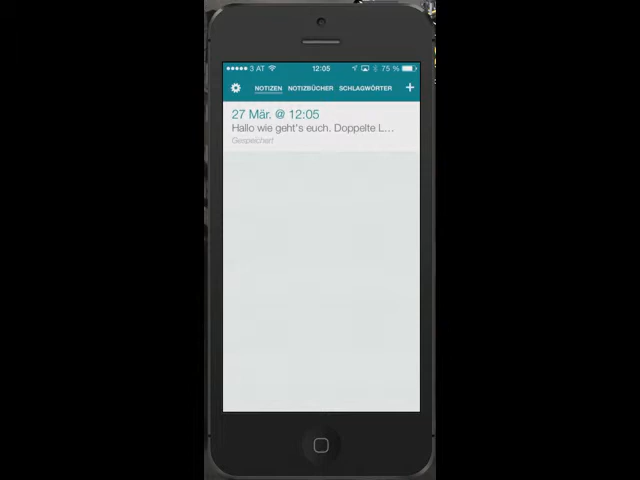 3 AT 12:05 75 %
NOTIZEN NOTIZBÜCHER SCHLAGWÖRTER +
27 Mär. @ 12:05
Hallo wie geht's euch. Doppelte L...
Gespeichert